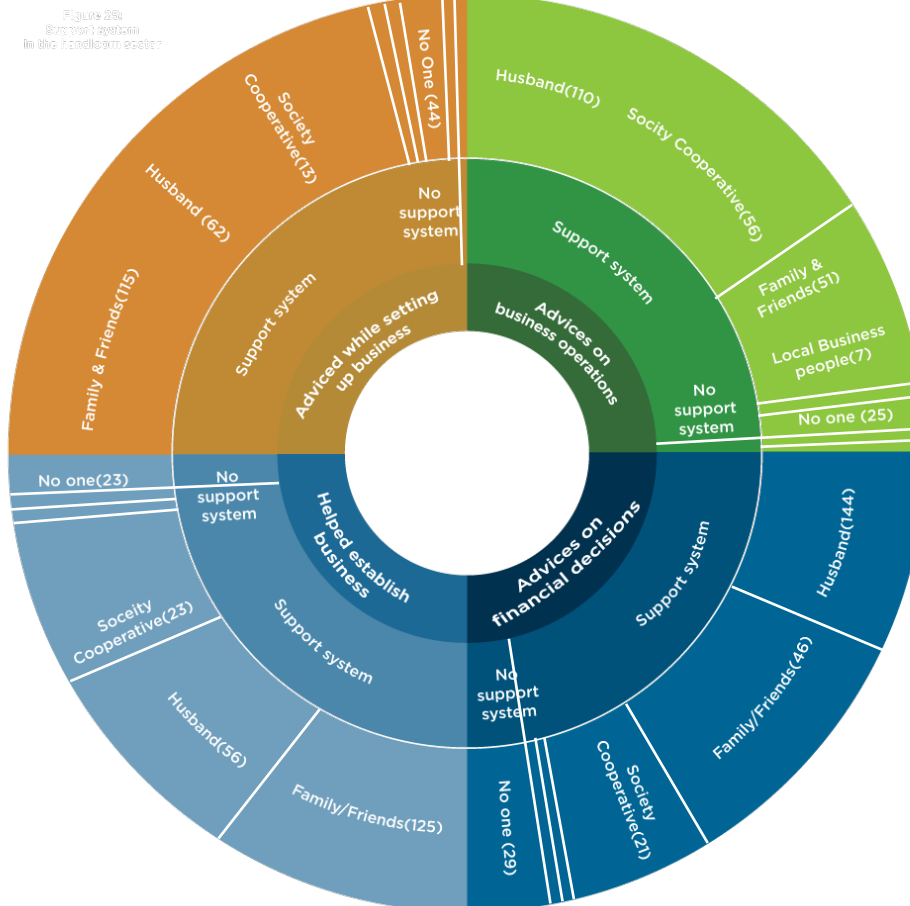 Figure 25:
Support system
in the handloom sector
No One (44)
Society
Cooperative(13)
Husband (62)
Family & Friends(115)
No
support
system
Support system
Adviced while setting
up business
Husband(110)
Socity Cooperative(56)
Family &
Friends(51)
Local Business
people(7)
No one (25)
Support system
No
support
system
Advices on
business operations
No one(23)
Soceity
Cooperative(23)
Husband(56)
Family/Friends(125)
No
support
system
Support system
Helped establish
business
Husband(144)
Family/Friends(46)
Society
Cooperative(21)
No one (29)
Support system
No
support
system
Advices on
financial decisions